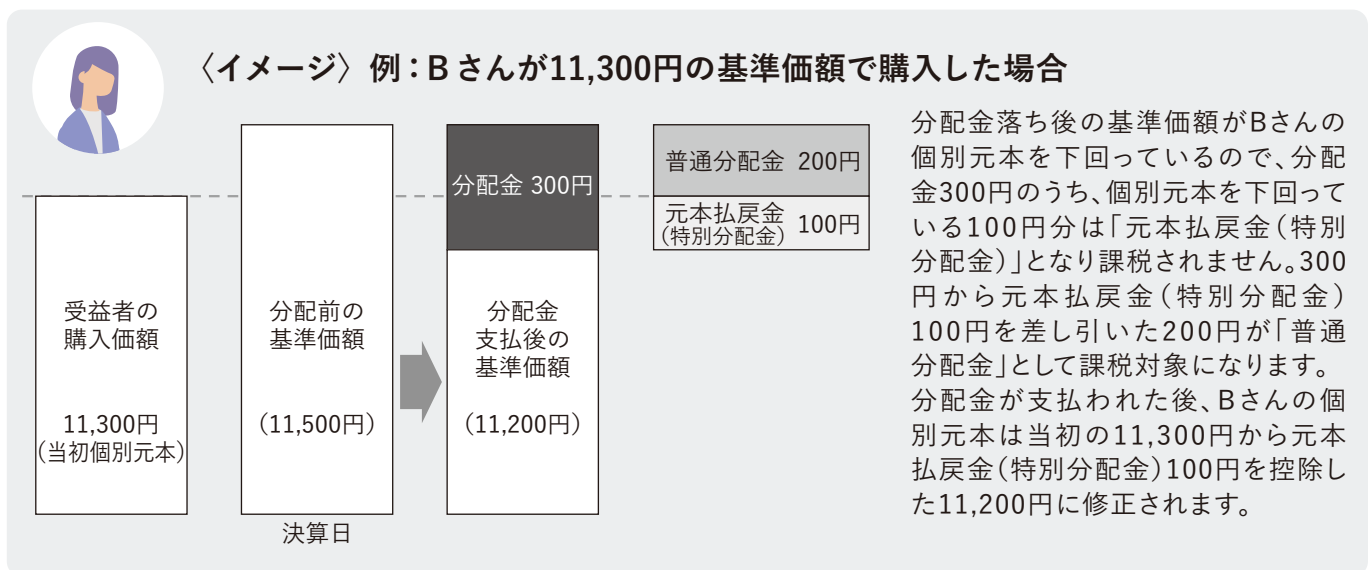 〈イメージ〉例：Bさんが11,300円の基準価額で購入した場合
受益者の
購入価額
11,300円
(当初個別元本)
分配前の
基準価額
(11,500円)
決算日
分配金 300円
分配金
支払後の
基準価額
(11,200円)
普通分配金 200円
元本払戻金
(特別分配金) 100円
分配金落ち後の基準価額がBさんの
個別元本を下回っているので、分配
金300円のうち、個別元本を下回って
いる100円分は「元本払戻金（特別
分配金）」となり課税されません。300
円から元本払戻金（特別分配金）
100円を差し引いた200円が「普通
分配金」として課税対象になります。
分配金が支払われた後、Bさんの個
別元本は当初の11,300円から元本
払戻金（特別分配金）100円を控除し
た11,200円に修正されます。